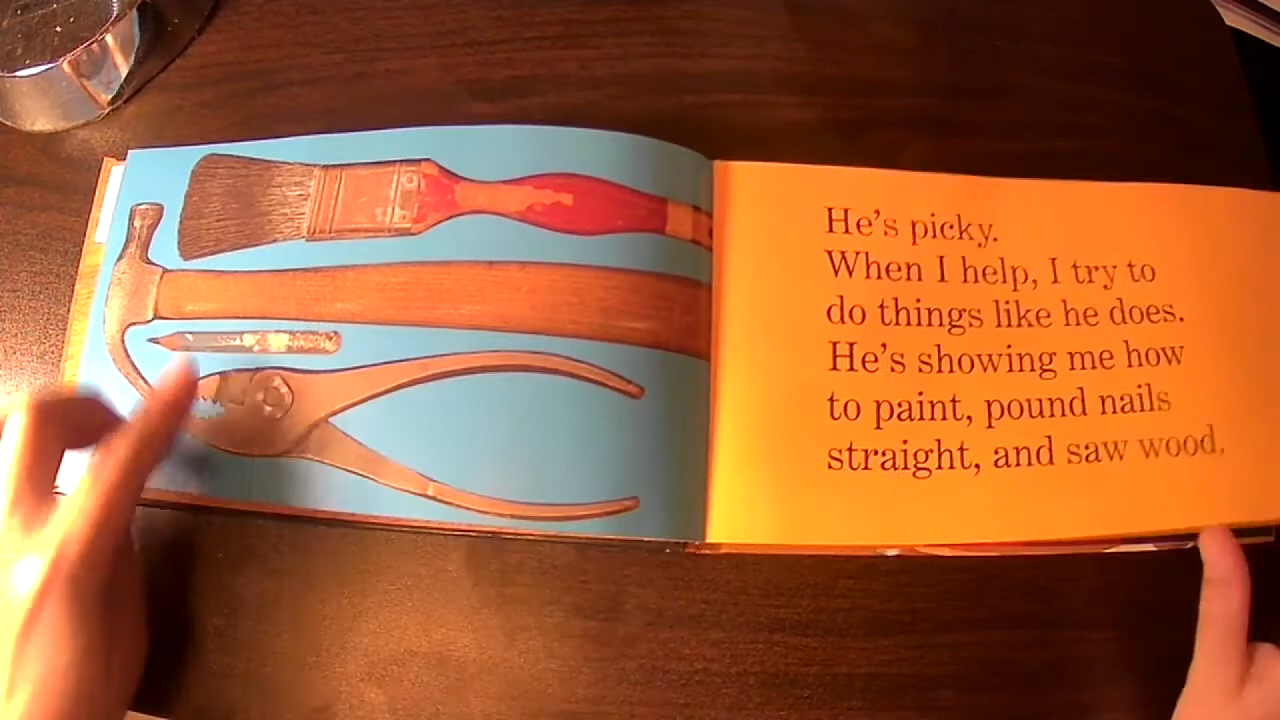 He's picky.
When I help, I try to
do things like he does.
He's showing me how
to paint, pound nails
straight, and saw wood.